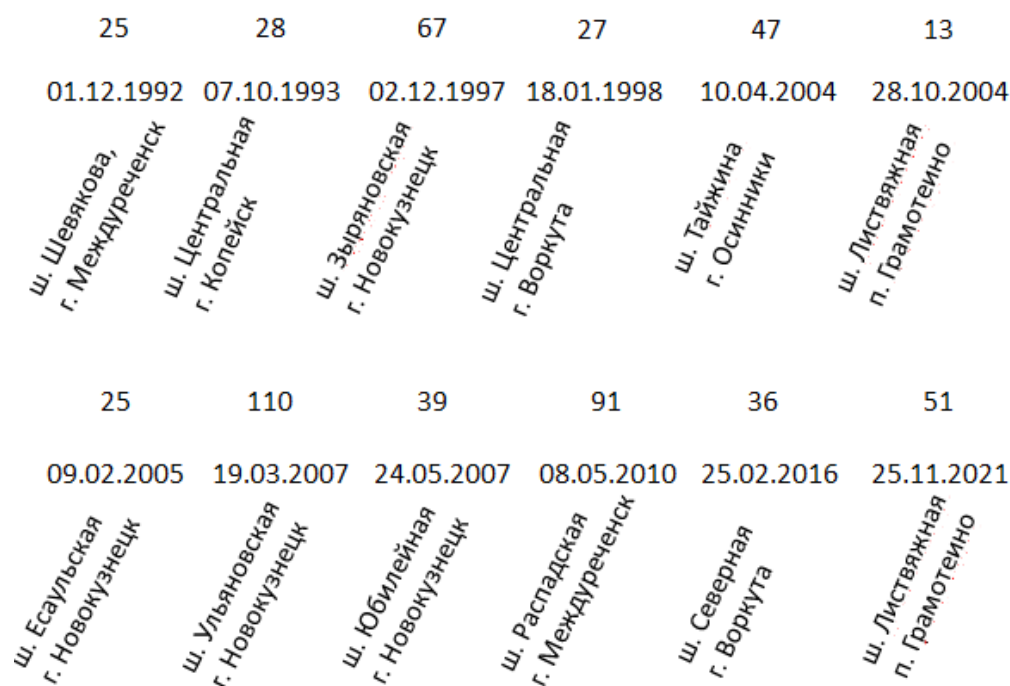 25 28 67 27 47 13
01.12.1992 07.10.1993 02.12.1997 18.01.1998 10.04.2004 28.10.2004
ш. Шевякова,
г. Междуреченск
ш. Центральная
г. Копейск
ш. Зыряновская
г. Новокузнецк
ш. Центральная
г. Воркута
ш. Тайжина
г. Осинники
ш. Листвяжная
п. Грамотеино
25 110 39 91 36 51
09.02.2005 19.03.2007 24.05.2007 08.05.2010 25.02.2016 25.11.2021
ш. Есаульская
г. Новокузнецк
ш. Ульяновская
г. Новокузнецк
ш. Юбилейная
г. Новокузнецк
ш. Распадская
г. Междуреченск
ш. Северная
г. Воркута
ш. Листвяжная
п. Грамотеино